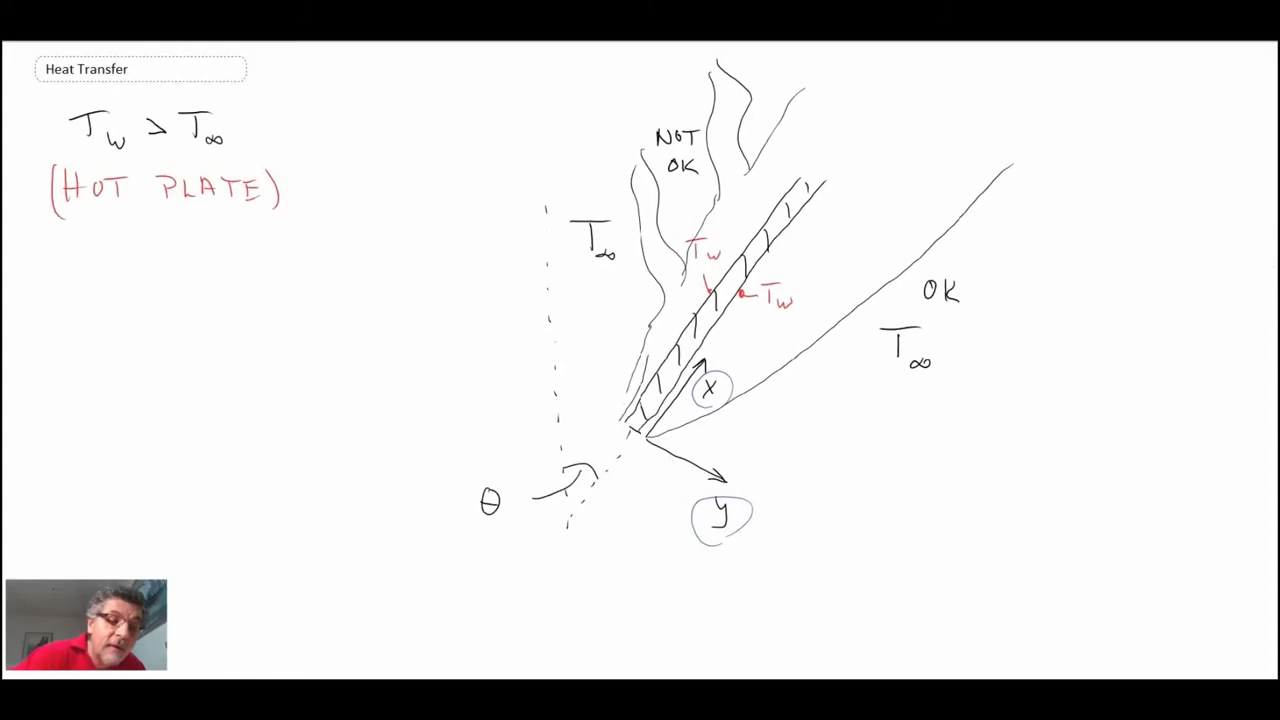 Heat Transfer
T_w > T_∞
(HOT PLATE)
NOT
OK
T_∞
T_w
T_w
OK
T_∞
x
θ
y